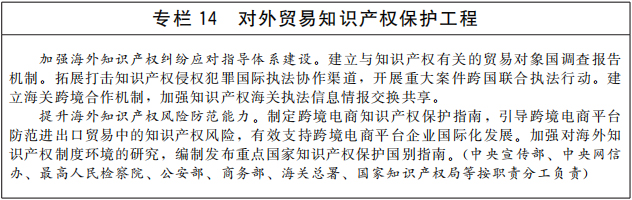 专栏 14 对外贸易知识产权保护工程
加强海外知识产权纠纷应对指导体系建设。建立与知识产权有关的贸易对象国调查报告
机制。拓展打击知识产权侵权犯罪国际执法协作渠道，开展重大案件跨国联合执法行动。建
立海关跨境合作机制，加强知识产权海关执法信息情报交换共享。
提升海外知识产权风险防范能力。制定跨境电商知识产权保护指南，引导跨境电商平台
防范进出口贸易中的知识产权风险，有效支持跨境电商平台企业国际化发展。加强对海外知
识产权制度环境的研究，编制发布重点国家知识产权保护国别指南。(中央宣传部、中央网信
办、最高人民检察院、公安部、商务部、海关总署、国家知识产权局等按职责分工负责)